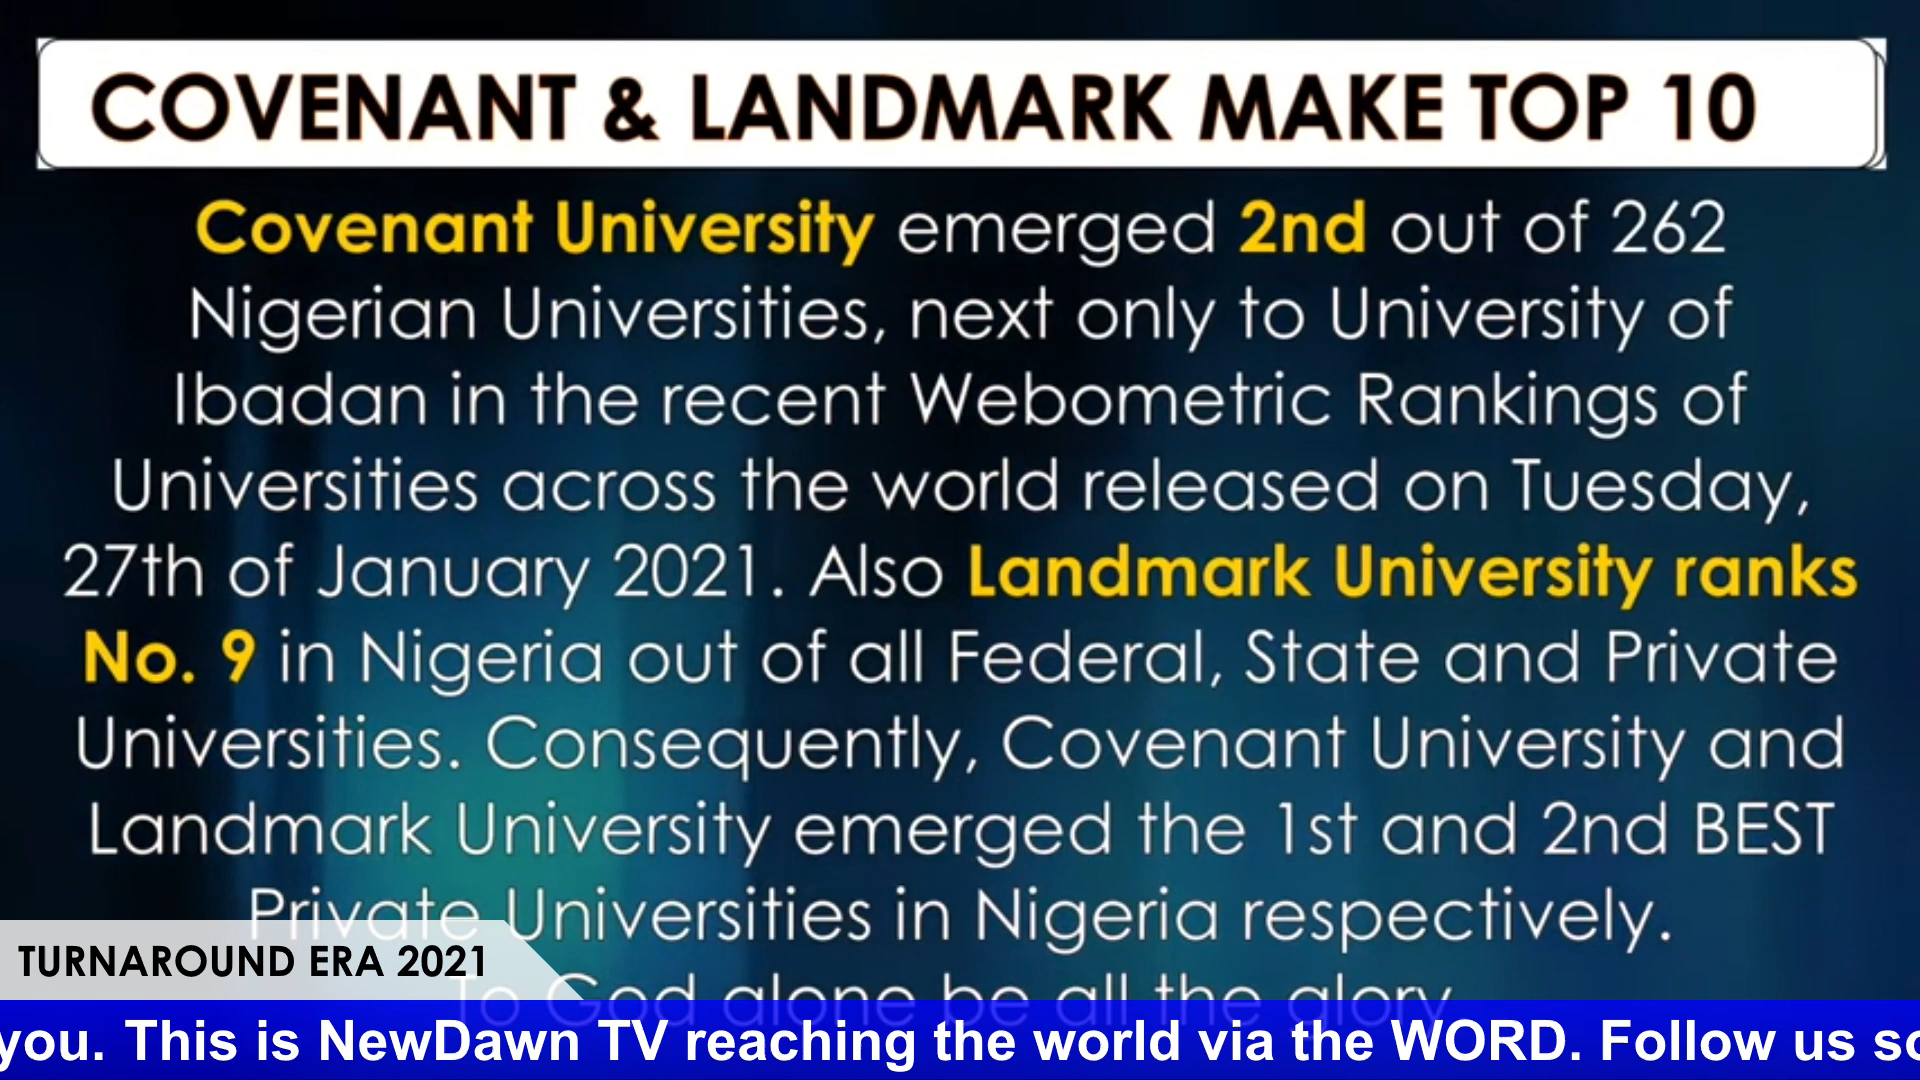 COVENANT & LANDMARK MAKE TOP 10
Covenant University emerged 2nd out of 262
Nigerian Universities, next only to University of
Ibadan in the recent Webometric Rankings of
Universities across the world released on Tuesday,
27th of January 2021. Also Landmark University ranks
No. 9 in Nigeria out of all Federal, State and Private
Universities. Consequently, Covenant University and
Landmark University emerged the 1st and 2nd BEST
Private Universities in Nigeria respectively.
To God alone be all the glory
TURNAROUND ERA 2021
you. This is NewDawn TV reaching the world via the WORD. Follow us